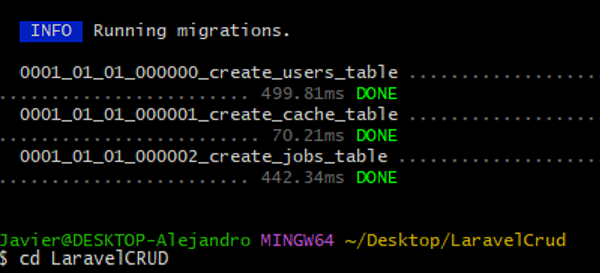 INFO Running migrations.
0001_01_01_000000_create_users_table ..................
........................ 499.81ms DONE
0001_01_01_000001_create_cache_table ..................
......................... 70.21ms DONE
0001_01_01_000002_create_jobs_table ...................
........................ 442.34ms DONE
Javier@DESKTOP-Alejandro MINGW64 ~/Desktop/LaravelCrud
$ cd LaravelCRUD